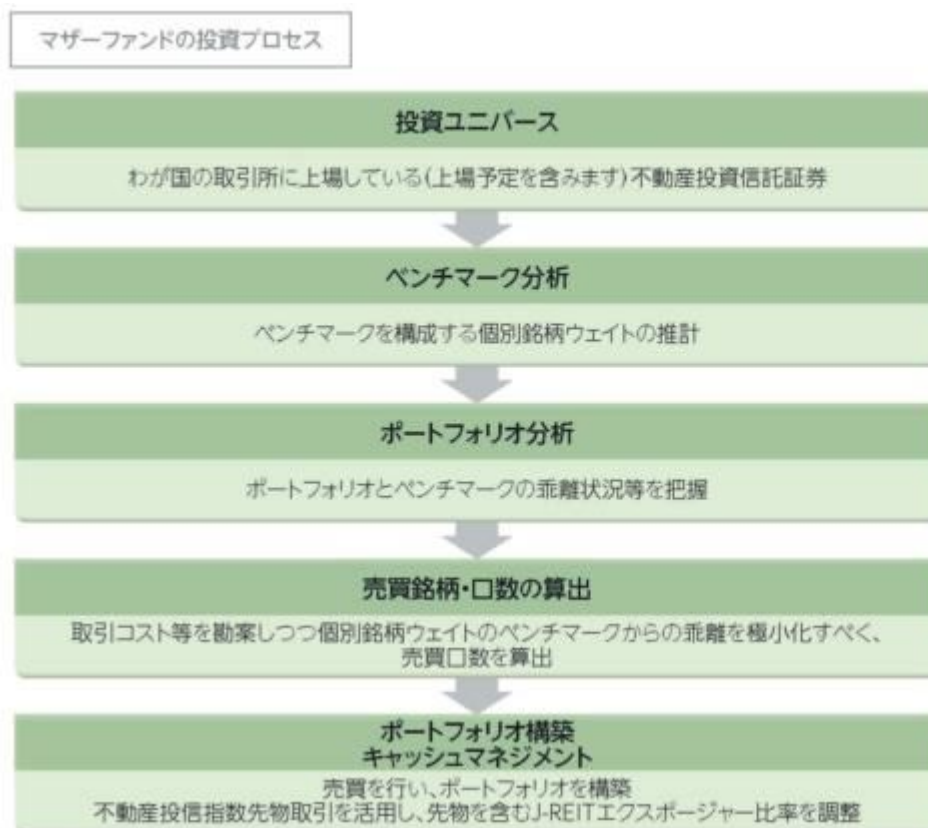 マザーファンドの投資プロセス
投資ユニバース
わが国の取引所に上場している(上場予定を含みます)不動産投資信託証券
ベンチマーク分析
ベンチマークを構成する個別銘柄ウェイトの推計
ポートフォリオ分析
ポートフォリオとベンチマークの乖離状況等を把握
売買銘柄・口数の算出
取引コスト等を勘案しつつ個別銘柄ウェイトのベンチマークからの乖離を極小化すべく、
売買口数を算出
ポートフォリオ構築
キャッシュマネジメント
売買を行い、ポートフォリオを構築
不動産投信指数先物取引を活用し、先物を含むJ-REITエクスポージャー比率を調整